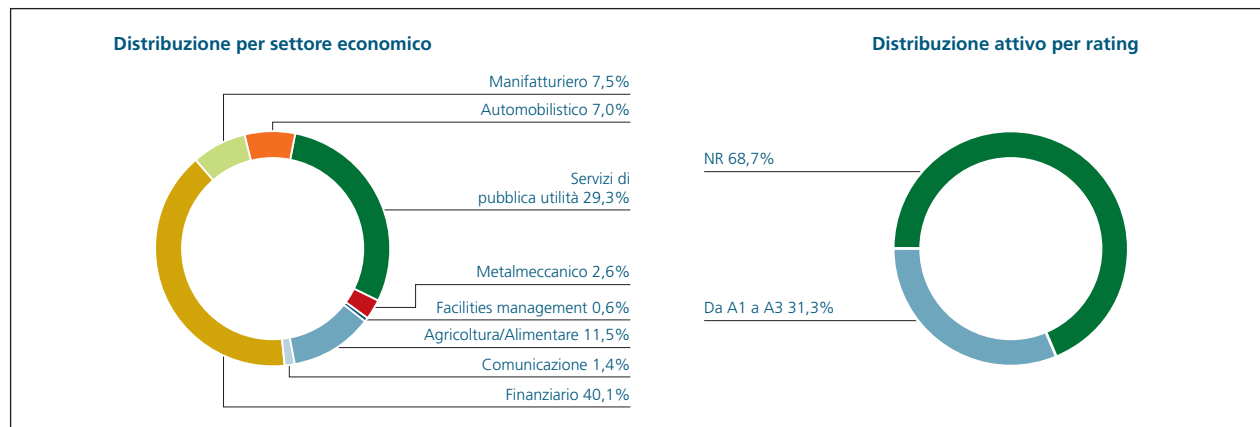 Distribuzione per settore economico
Manifatturiero 7,5%
Automobilistico 7,0%
Servizi di
pubblica utilità 29,3%
Metalmeccanico 2,6%
Facilities management 0,6%
Agricoltura/Alimentare 11,5%
Comunicazione 1,4%
Finanziario 40,1%
Distribuzione attivo per rating
NR 68,7%
Da A1 a A3 31,3%